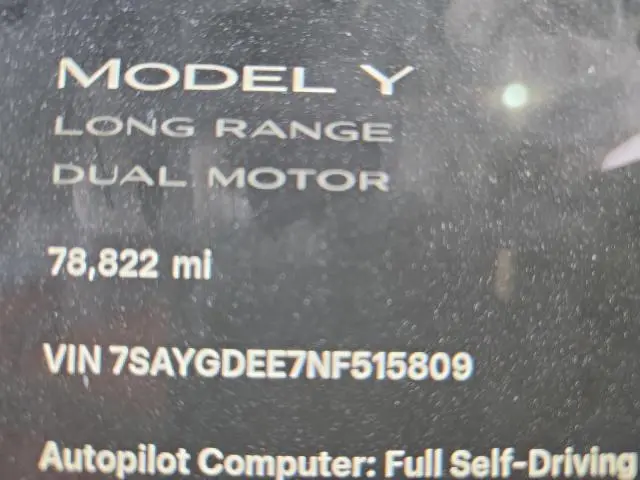 MODEL Y
LONG RANGE
DUAL MOTOR
78,822 mi
VIN 7SAYGDEE7NF515809
Autopilot Computer: Full Self-Driving